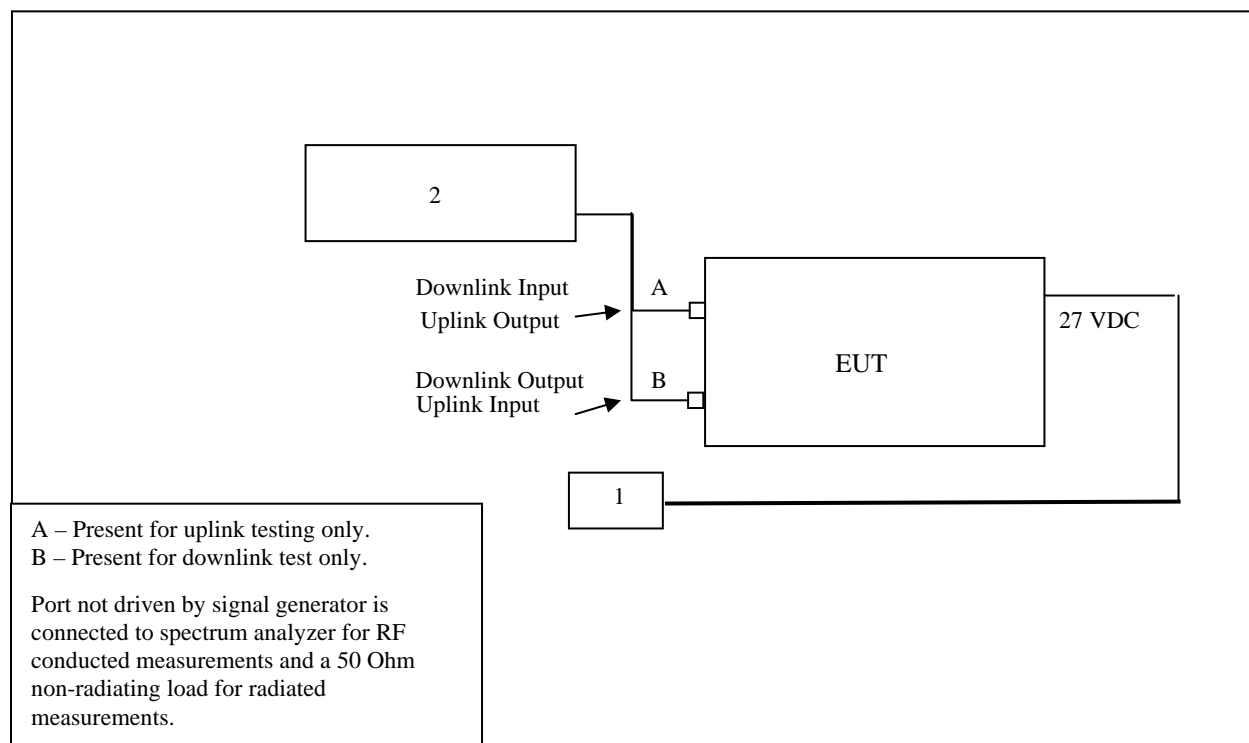 2
Downlink Input
A
Uplink Output
27 VDC
EUT
Downlink Output
B
Uplink Input
1
A – Present for uplink testing only.
B – Present for downlink test only.
Port not driven by signal generator is
connected to spectrum analyzer for RF
conducted measurements and a 50 Ohm
non-radiating load for radiated
measurements.